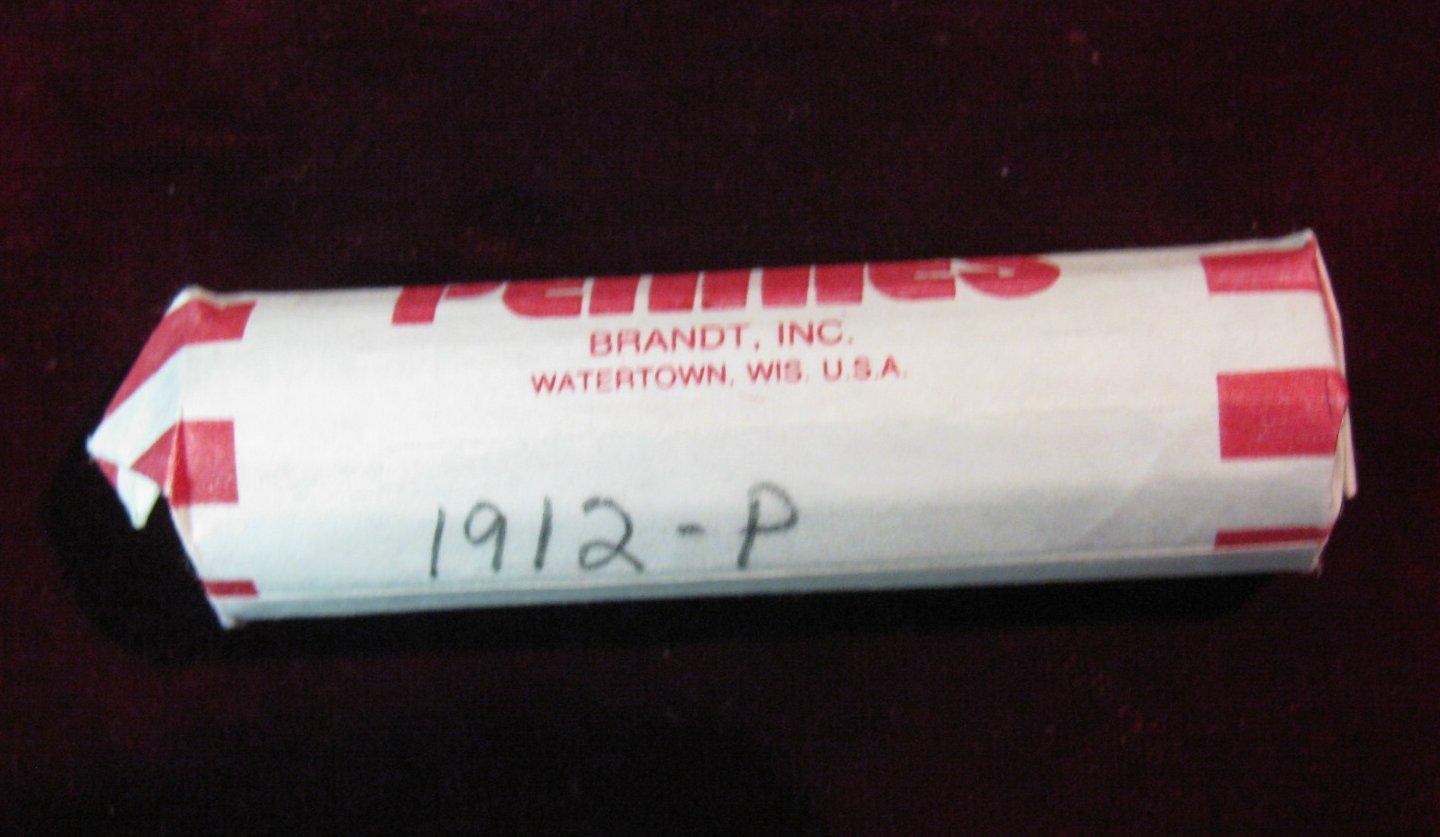 Pennies
BRANDT, INC.
WATERTOWN, WIS. U.S.A.
1912-P